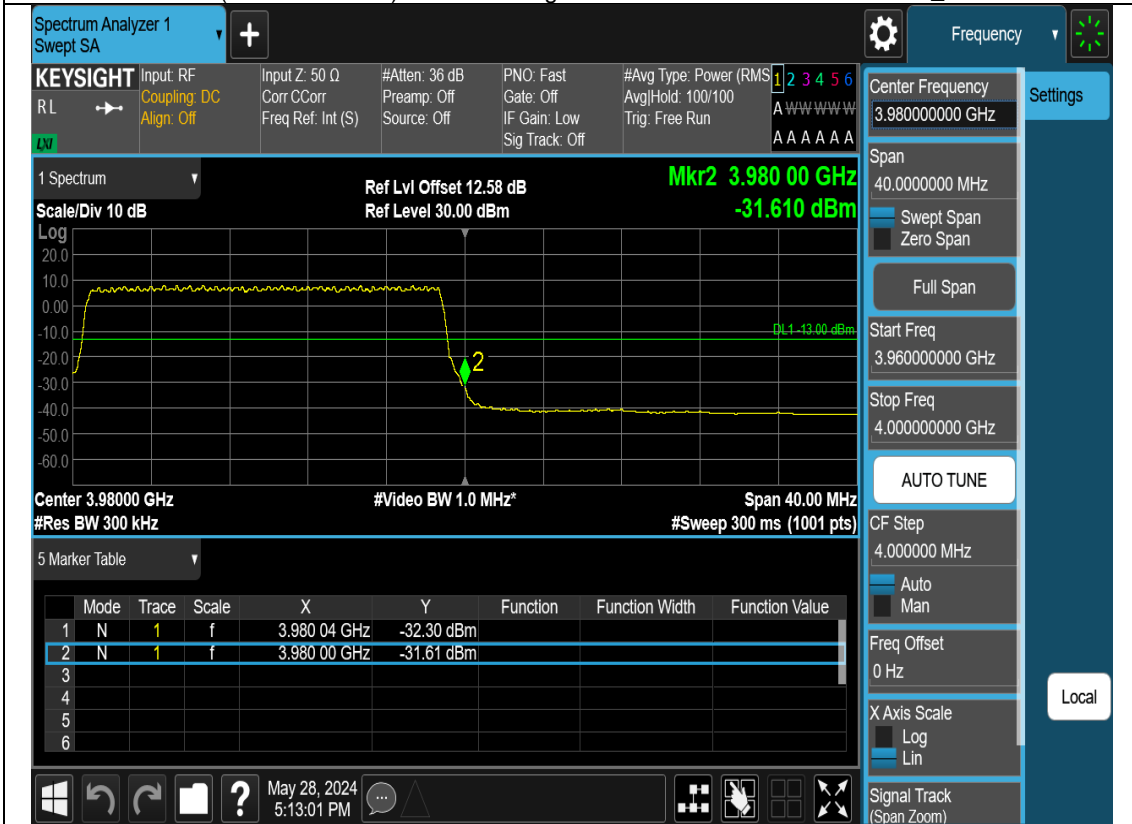 Spectrum Analyzer 1
Swept SA
+
Frequency
KEYSIGHT
RL
LXI
Input: RF
Coupling: DC
Align: Off
Input Z: 50 Ω
Corr CCorr
Freq Ref: Int (S)
#Atten: 36 dB
Preamp: Off
Source: Off
PNO: Fast
Gate: Off
IF Gain: Low
Sig Track: Off
#Avg Type: Power (RMS
Avg|Hold: 100/100
Trig: Free Run
1 2 3 4 5 6
A W W W W W
A A A A A A
1 Spectrum
Scale/Div 10 dB
Ref Lvl Offset 12.58 dB
Ref Level 30.00 dBm
Mkr2 3.980 00 GHz
-31.610 dBm
Log
20.0
10.0
0.00
-10.0
-20.0
-30.0
-40.0
-50.0
-60.0
DL1 -13.00 dBm
2
Center 3.98000 GHz
#Res BW 300 kHz
#Video BW 1.0 MHz*
Span 40.00 MHz
#Sweep 300 ms (1001 pts)
5 Marker Table
Mode Trace Scale X Y Function Function Width Function Value
1 N 1 f 3.980 04 GHz -32.30 dBm
2 N 1 f 3.980 00 GHz -31.61 dBm
3
4
5
6
?
May 28, 2024
5:13:01 PM
Settings
Center Frequency
3.980000000 GHz
Span
40.0000000 MHz
Swept Span
Zero Span
Full Span
Start Freq
3.960000000 GHz
Stop Freq
4.000000000 GHz
AUTO TUNE
CF Step
4.000000 MHz
Auto
Man
Freq Offset
0 Hz
X Axis Scale
Log
Lin
Signal Track
(Span Zoom)
Local